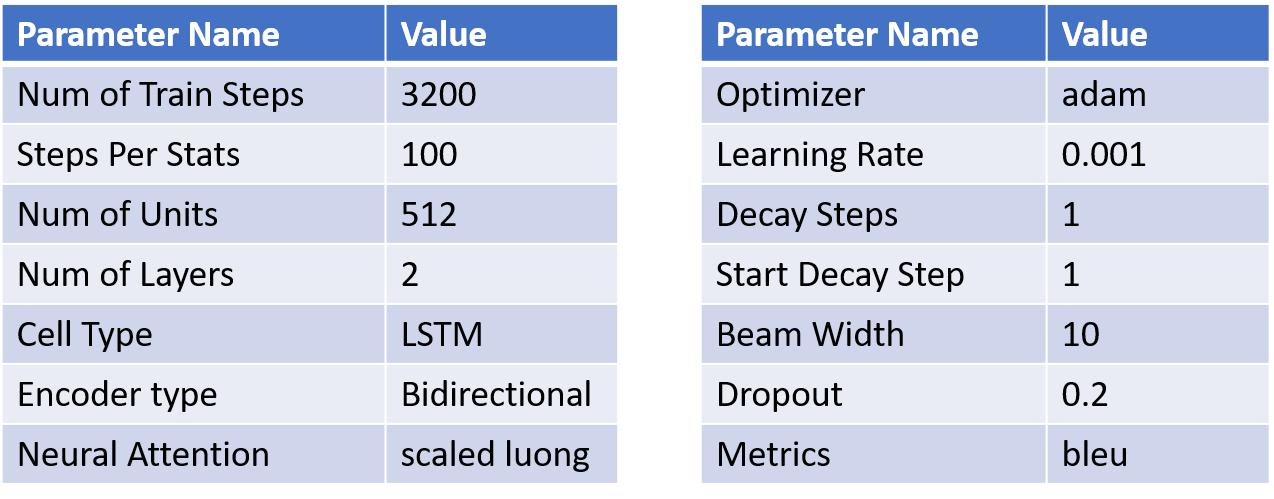 Parameter Name Value
Num of Train Steps 3200
Steps Per Stats 100
Num of Units 512
Num of Layers 2
Cell Type LSTM
Encoder type Bidirectional
Neural Attention scaled luong
Parameter Name Value
Optimizer adam
Learning Rate 0.001
Decay Steps 1
Start Decay Step 1
Beam Width 10
Dropout 0.2
Metrics bleu